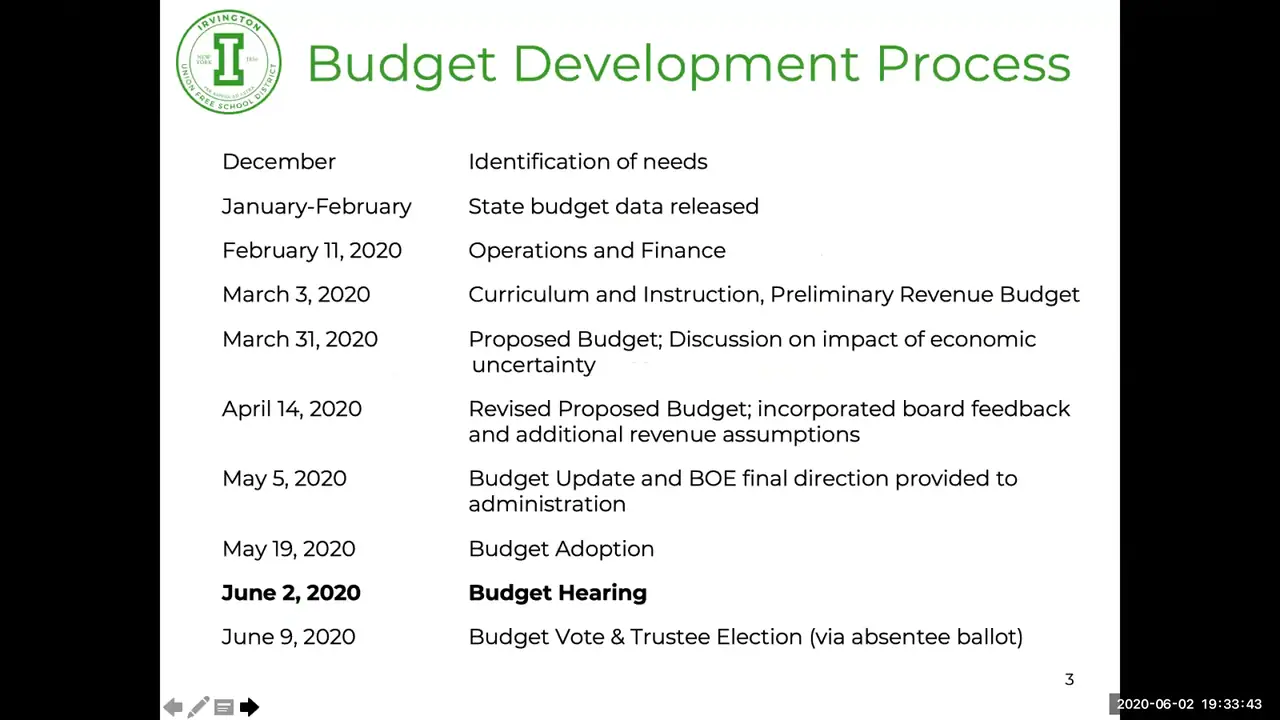 IRVINGTON
NEW YORK
UNION FREE SCHOOL DISTRICT
I
Budget Development Process
December Identification of needs
January-February State budget data released
February 11, 2020 Operations and Finance
March 3, 2020 Curriculum and Instruction, Preliminary Revenue Budget
March 31, 2020 Proposed Budget; Discussion on impact of economic
uncertainty
April 14, 2020 Revised Proposed Budget; incorporated board feedback
and additional revenue assumptions
May 5, 2020 Budget Update and BOE final direction provided to
administration
May 19, 2020 Budget Adoption
June 2, 2020 Budget Hearing
June 9, 2020 Budget Vote & Trustee Election (via absentee ballot)
3
2020-06-02 19:33:43